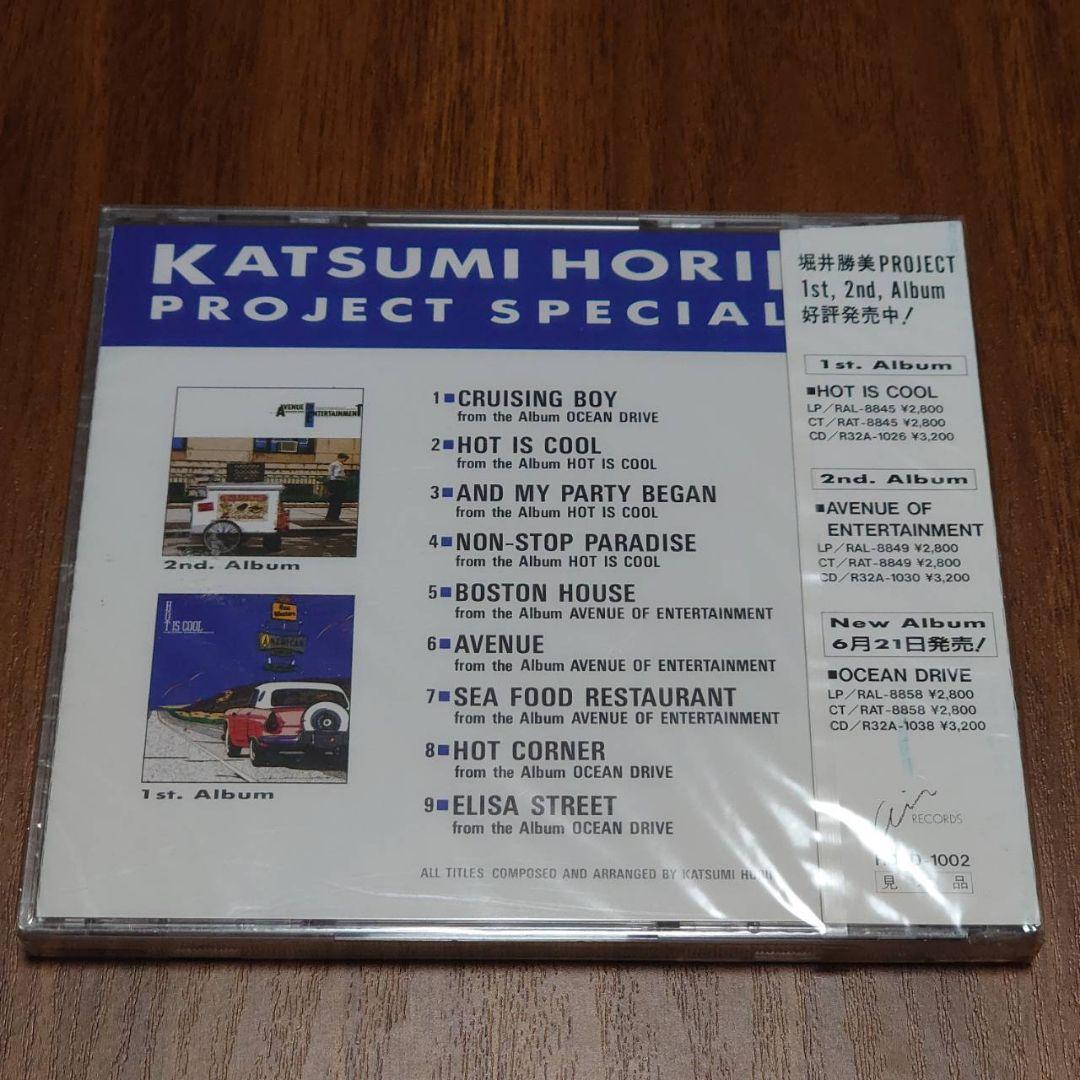 KATSUMI HORII
PROJECT SPECIAL
AVENUE OF
ENTERTAINMENT
2nd. Album
HOT IS COOL
AMERICAN
1st. Album
1 ■ CRUISING BOY
from the Album OCEAN DRIVE
2 ■ HOT IS COOL
from the Album HOT IS COOL
3 ■ AND MY PARTY BEGAN
from the Album HOT IS COOL
4 ■ NON-STOP PARADISE
from the Album HOT IS COOL
5 ■ BOSTON HOUSE
from the Album AVENUE OF ENTERTAINMENT
6 ■ AVENUE
from the Album AVENUE OF ENTERTAINMENT
7 ■ SEA FOOD RESTAURANT
from the Album AVENUE OF ENTERTAINMENT
8 ■ HOT CORNER
from the Album OCEAN DRIVE
9 ■ ELISA STREET
from the Album OCEAN DRIVE
ALL TITLES COMPOSED AND ARRANGED BY KATSUMI HORII
堀井勝美PROJECT
1st, 2nd, Album
好評発売中!
1st. Album
■HOT IS COOL
LP/RAL-8845 ¥2,800
CT/RAT-8845 ¥2,800
CD/R32A-1026 ¥3,200
2nd. Album
■AVENUE OF
ENTERTAINMENT
LP/RAL-8849 ¥2,800
CT/RAT-8849 ¥2,800
CD/R32A-1030 ¥3,200
New Album
6月21日発売!
■OCEAN DRIVE
LP/RAL-8858 ¥2,800
CT/RAT-8858 ¥2,800
CD/R32A-1038 ¥3,200
Air RECORDS
D-1002
見 品